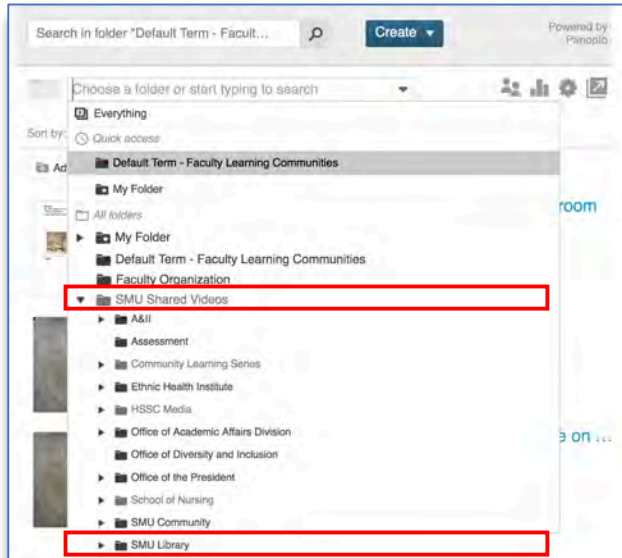 Search in folder "Default Term - Facult...
Create
Powered by
Panopto
Choose a folder or start typing to search
Everything
Sort by:
Quick access
Default Term - Faculty Learning Communities
Ad
My Folder
room
All folders
My Folder
Default Term - Faculty Learning Communities
Faculty Organization
SMU Shared Videos
A&II
Assessment
Community Learning Series
Ethnic Health Institute
HSSC Media
Office of Academic Affairs Division
e on ...
Office of Diversity and Inclusion
Office of the President
School of Nursing
SMU Community
SMU Library